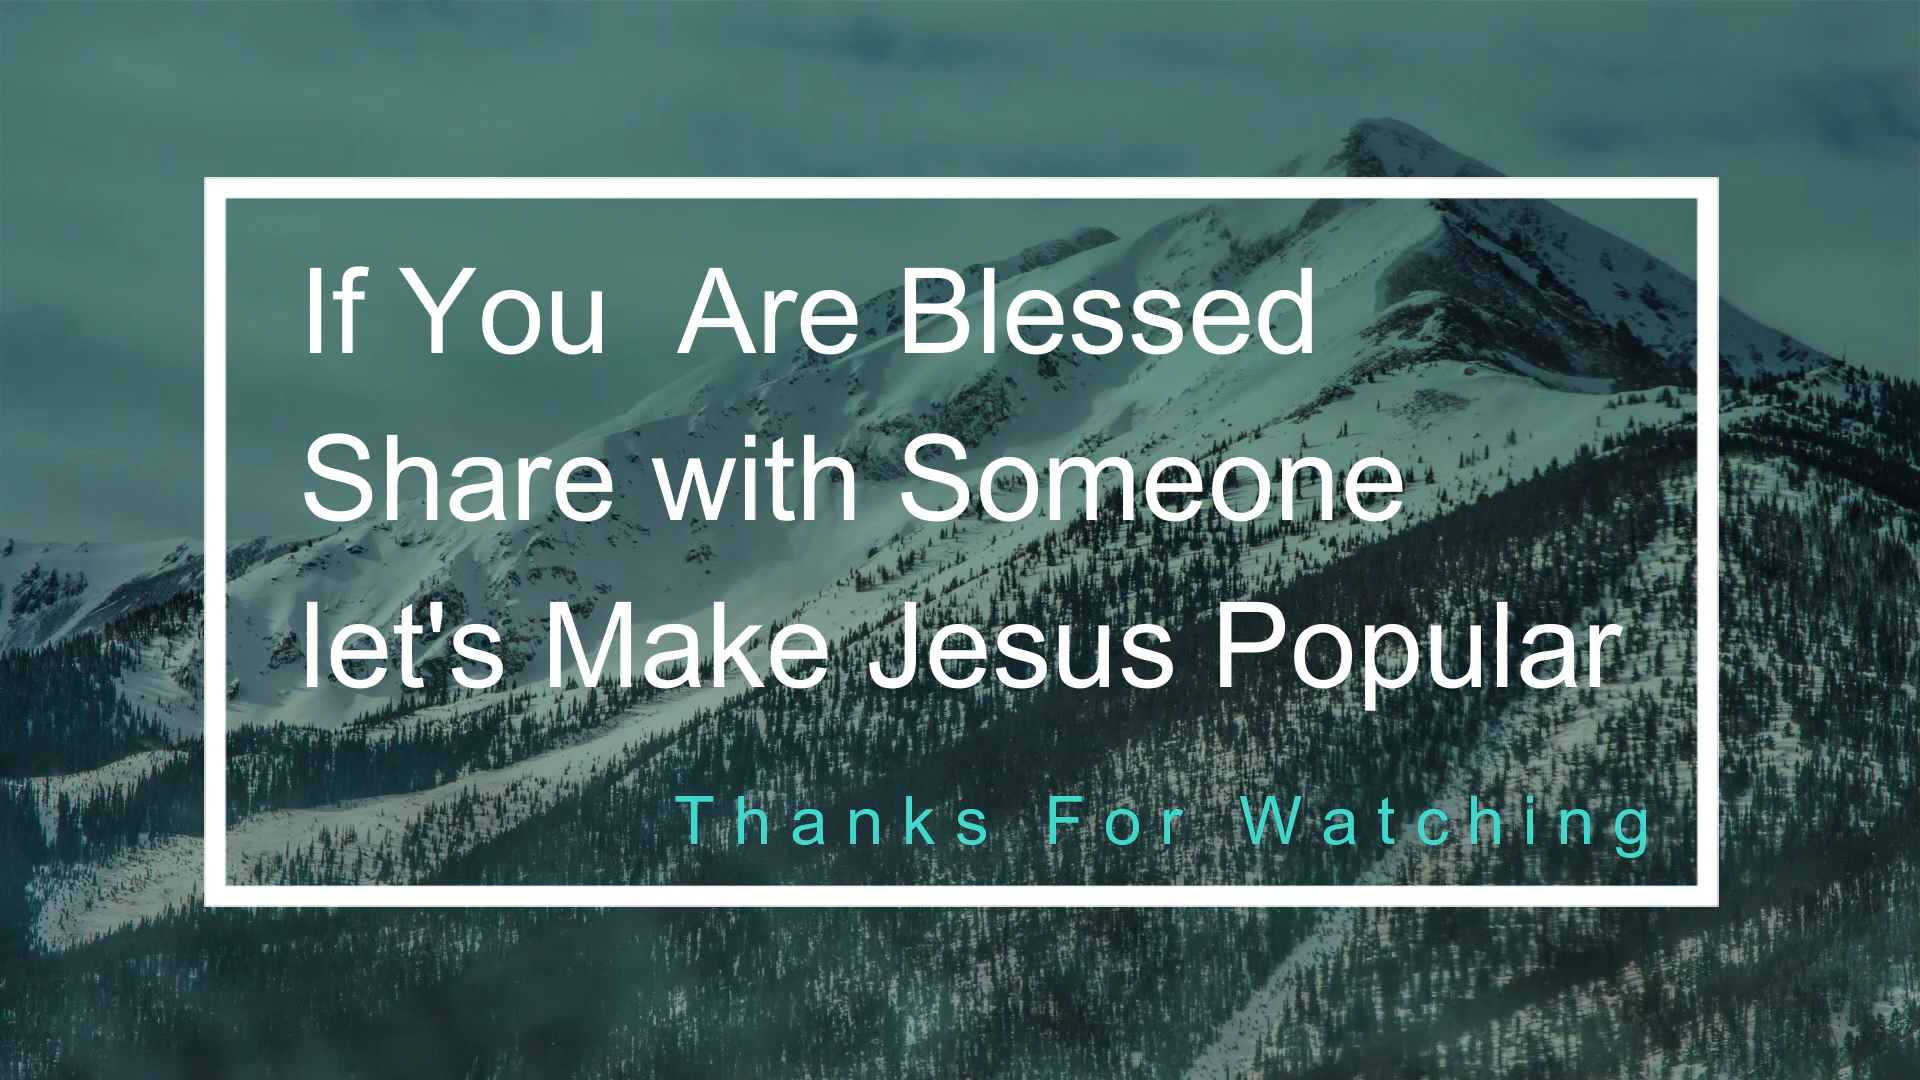 If You  Are Blessed
Share with Someone
let's Make Jesus Popular
Thanks For Watching